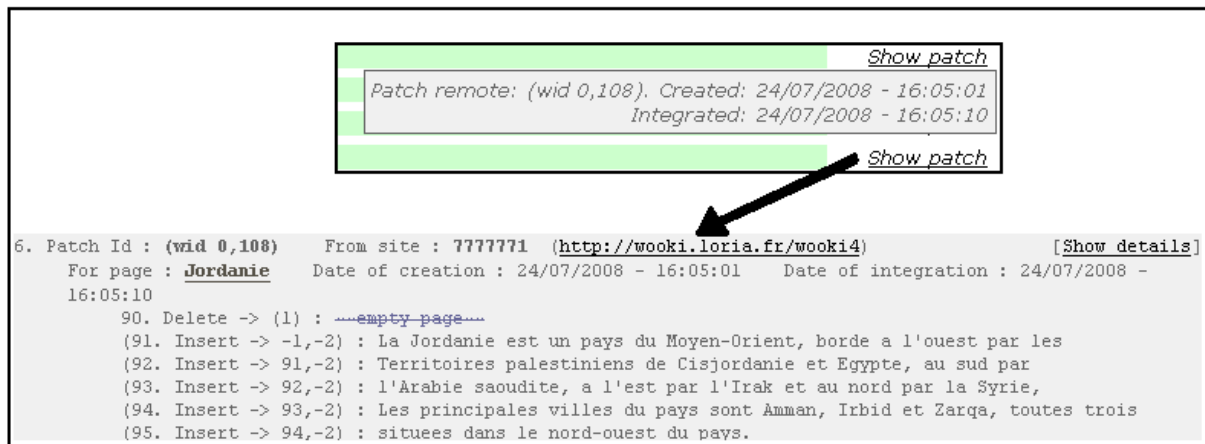 Show patch
Patch remote: (wid 0,108). Created: 24/07/2008 - 16:05:01
Integrated: 24/07/2008 - 16:05:10
Show patch
6. Patch Id : (wid 0,108) From site : 7777771 (http://wooki.loria.fr/wooki4) [Show details]
For page : Jordanie Date of creation : 24/07/2008 - 16:05:01 Date of integration : 24/07/2008 -
16:05:10
90. Delete -> (1) : ....empty page....
(91. Insert -> -1,-2) : La Jordanie est un pays du Moyen-Orient, borde a l'ouest par les
(92. Insert -> 91,-2) : Territoires palestiniens de Cisjordanie et Egypte, au sud par
(93. Insert -> 92,-2) : l'Arabie saoudite, a l'est par l'Irak et au nord par la Syrie,
(94. Insert -> 93,-2) : Les principales villes du pays sont Amman, Irbid et Zarqa, toutes trois
(95. Insert -> 94,-2) : situees dans le nord-ouest du pays.